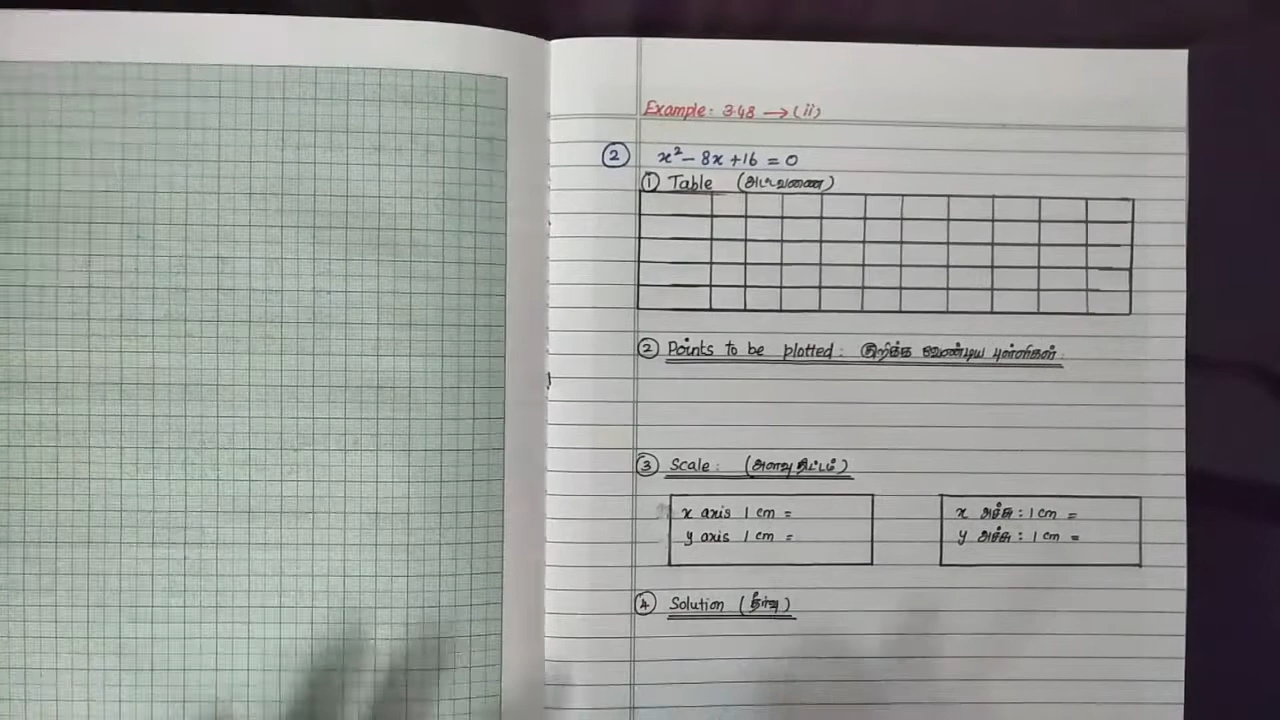 Example: 3.48 → (ii)
② x² - 8x + 16 = 0
① Table (அட்டவணை)
② Points to be plotted: குறிக்க வேண்டிய புள்ளிகள்:
③ Scale: (அளவு திட்டம்)
x axis 1 cm =
y axis 1 cm =
x அச்சு : 1 cm =
y அச்சு : 1 cm =
④ Solution (தீர்வு)